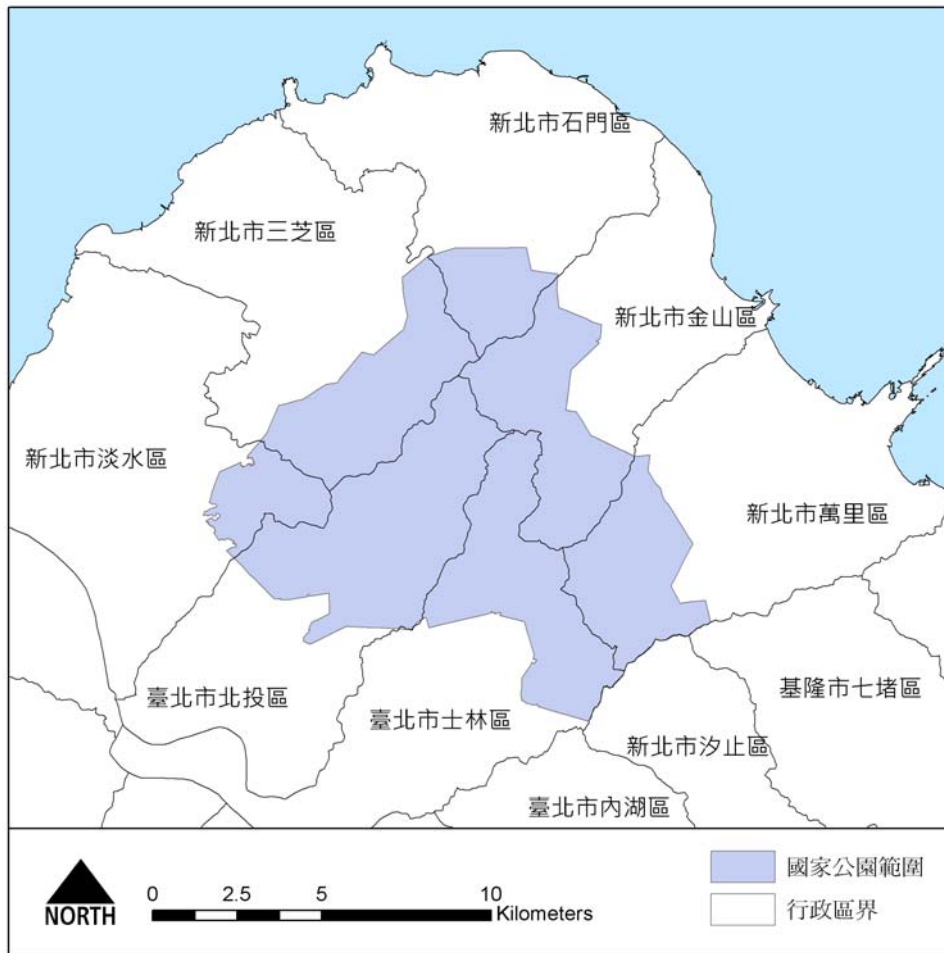 新北市石門區
新北市三芝區
新北市金山區
新北市淡水區
新北市萬里區
臺北市北投區
臺北市士林區
基隆市七堵區
新北市汐止區
臺北市內湖區
NORTH
0 2.5 5 10
Kilometers
國家公園範圍
行政區界